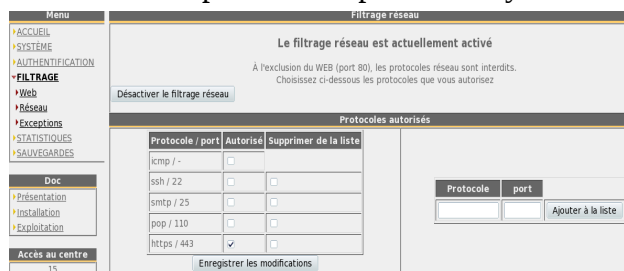 Menu
ACCUEIL
SYSTÈME
AUTHENTIFICATION
FILTRAGE
Web
Réseau
Exceptions
STATISTIQUES
SAUVEGARDES
Doc
Présentation
Installation
Exploitation
Accès au centre
15
Filtrage réseau
Le filtrage réseau est actuellement activé
À l'exclusion du WEB (port 80), les protocoles réseau sont interdits.
Choisissez ci-dessous les protocoles que vous autorisez
Désactiver le filtrage réseau
Protocoles autorisés
Protocole / port Autorisé Supprimer de la liste
icmp / -
ssh / 22
smtp / 25
pop / 110
https / 443
Enregistrer les modifications
Protocole port
Ajouter à la liste